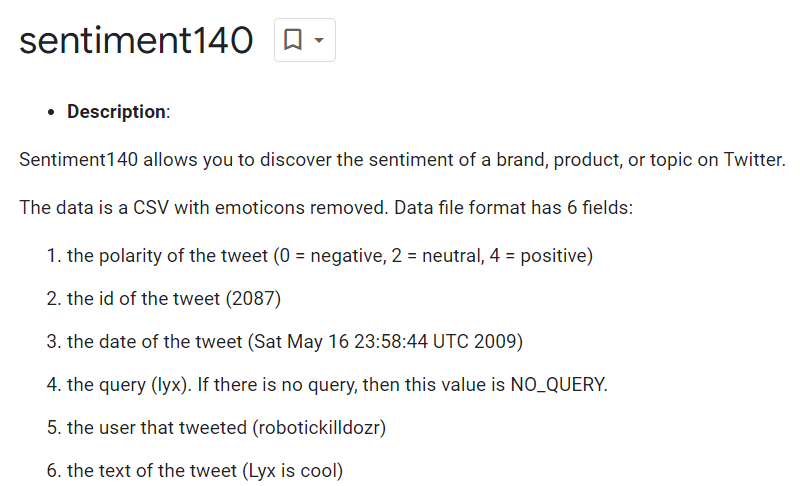 sentiment140
• Description:
Sentiment140 allows you to discover the sentiment of a brand, product, or topic on Twitter.
The data is a CSV with emoticons removed. Data file format has 6 fields:
1. the polarity of the tweet (0 = negative, 2 = neutral, 4 = positive)
2. the id of the tweet (2087)
3. the date of the tweet (Sat May 16 23:58:44 UTC 2009)
4. the query (lyx). If there is no query, then this value is NO_QUERY.
5. the user that tweeted (robotickilldozr)
6. the text of the tweet (Lyx is cool)